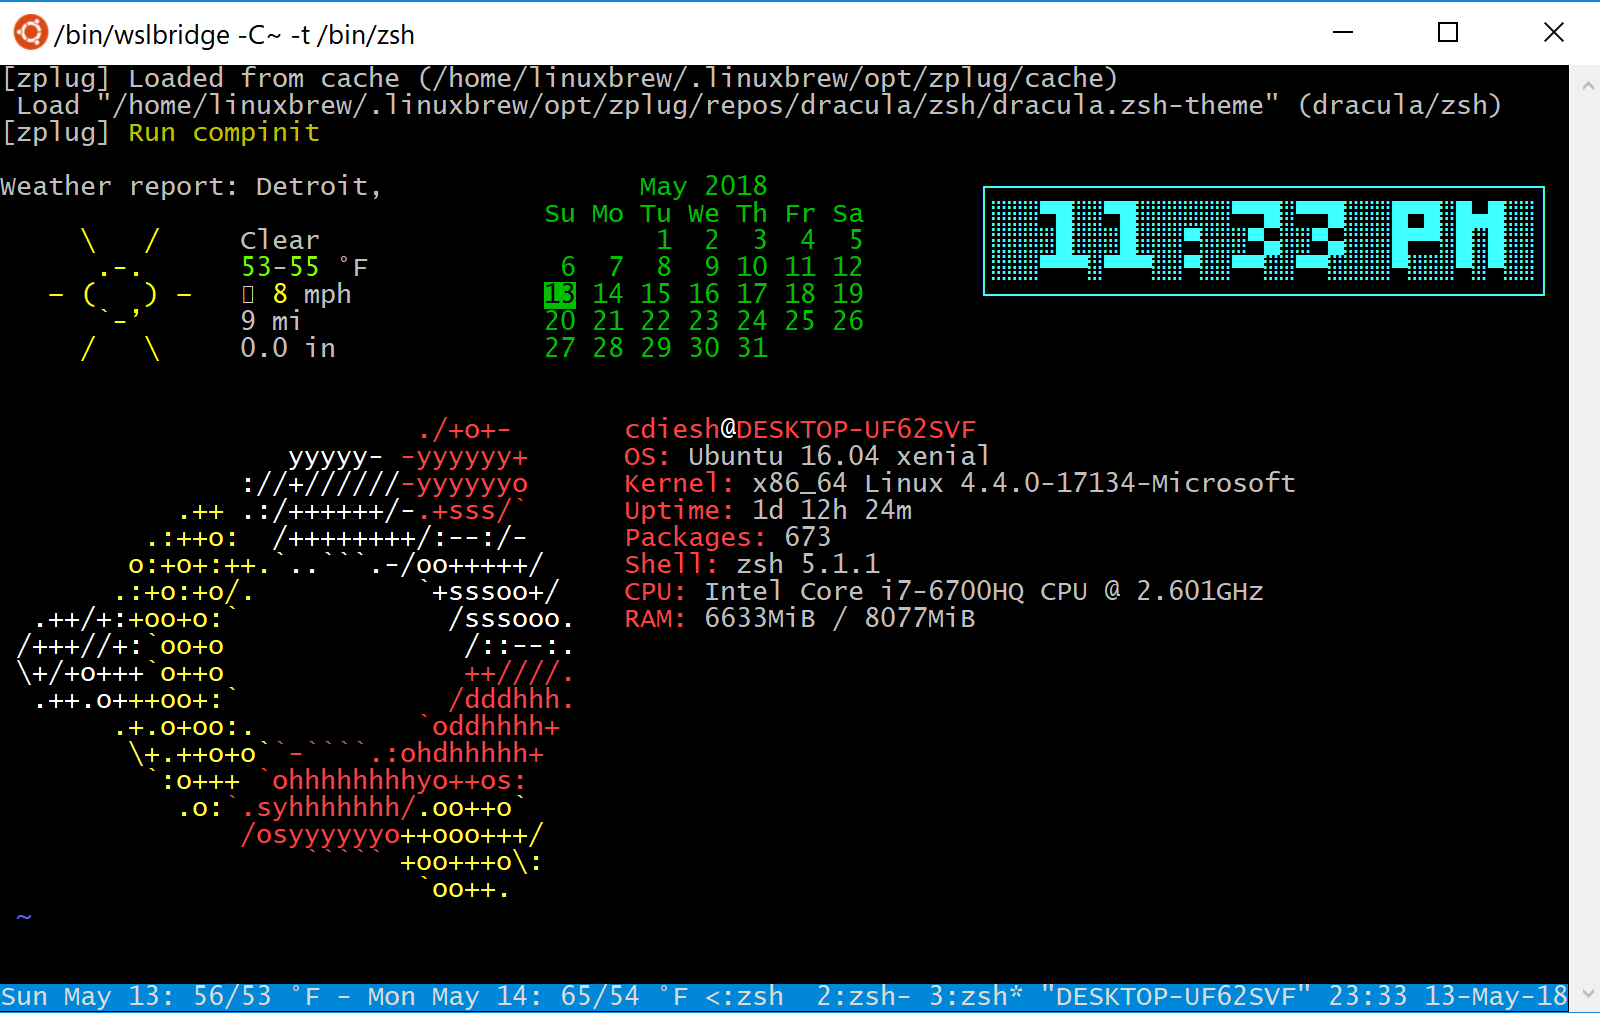 /bin/wslbridge -C~ -t /bin/zsh
[zplug] Loaded from cache (/home/linuxbrew/.linuxbrew/opt/zplug/cache)
 Load "/home/linuxbrew/.linuxbrew/opt/zplug/repos/dracula/zsh/dracula.zsh-theme" (dracula/zsh)
[zplug] Run compinit
Weather report: Detroit,
Clear
53-55 °F
8 mph
9 mi
0.0 in
May 2018
Su Mo Tu We Th Fr Sa
1 2 3 4 5
6 7 8 9 10 11 12
13 14 15 16 17 18 19
20 21 22 23 24 25 26
27 28 29 30 31
11:33 PM
./+o+-
yyyyy- -yyyyyy+
://+//////-yyyyyyo
.++ .:/++++++/-.+sss/`
.:++o:  /++++++++/:--:/-
o:+o+:++.`..```.-/oo+++++/
.:+o:+o/.          `+sssoo+/
.++/+:+oo+o:`             /sssooo.
/+++//+:`oo+o               /::--:.
\+/+o+++`o++o               ++////.
.++.o+++oo+:`             /dddhhh.
.+.o+oo:.          `oddhhhh+
\+.++o+o``-````.:ohdhhhhh+
`:o+++ `ohhhhhhhhyo++os:
.o:`.syhhhhhhh/.oo++o`
/osyyyyyyo++ooo+++/
````` +oo+++o\:
`oo++.
cdiesh@DESKTOP-UF62SVF
OS: Ubuntu 16.04 xenial
Kernel: x86_64 Linux 4.4.0-17134-Microsoft
Uptime: 1d 12h 24m
Packages: 673
Shell: zsh 5.1.1
CPU: Intel Core i7-6700HQ CPU @ 2.601GHz
RAM: 6633MiB / 8077MiB
~
Sun May 13: 56/53 °F - Mon May 14: 65/54 °F <:zsh  2:zsh- 3:zsh* "DESKTOP-UF62SVF" 23:33 13-May-18